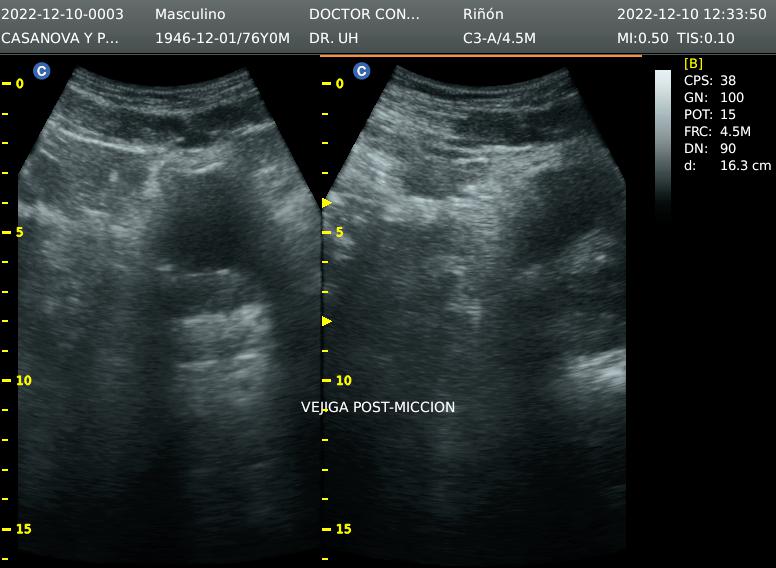 2022-12-10-0003 Masculino DOCTOR CON... Riñón 2022-12-10 12:33:50
CASANOVA Y P... 1946-12-01/76Y0M DR. UH C3-A/4.5M MI:0.50 TIS:0.10
C C
[B]
CPS: 38
GN: 100
POT: 15
FRC: 4.5M
DN: 90
d: 16.3 cm
0 0
5 5
10 10
VEJIGA POST-MICCION
15 15